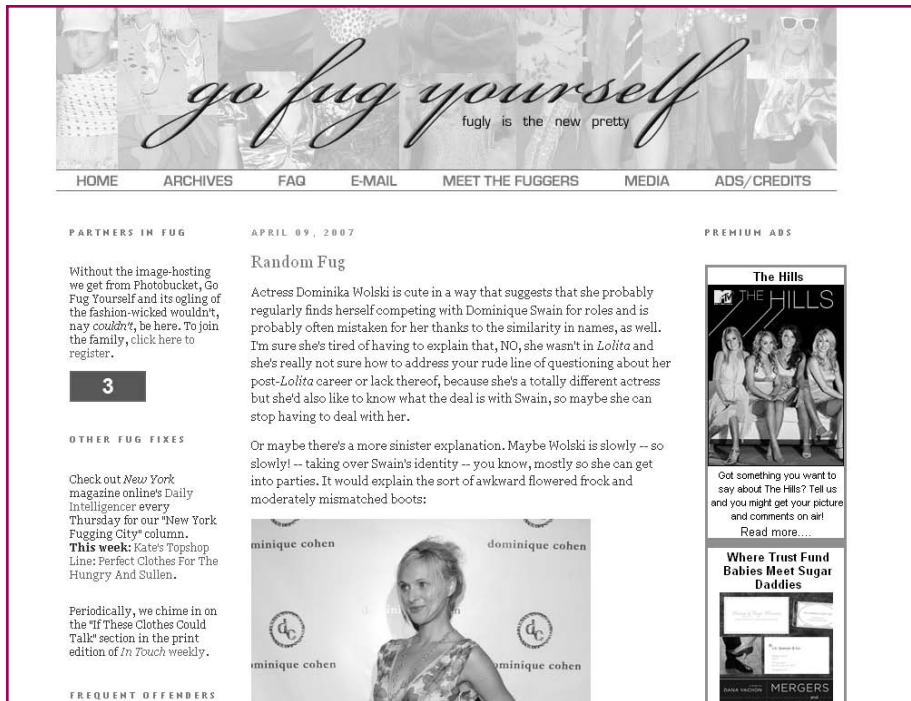 go fug yourself
fugly is the new pretty
HOME ARCHIVES FAQ E-MAIL MEET THE FUGGERS MEDIA ADS/CREDITS
PARTNERS IN FUG
Without the image-hosting
we get from Photobucket, Go
Fug Yourself and its ogling of
the fashion-wicked wouldn't,
nay couldn't, be here. To join
the family, click here to
register.
3
OTHER FUG FIXES
Check out New York
magazine online's Daily
Intelligencer every
Thursday for our "New York
Fugging City" column.
This week: Kate's Topshop
Line: Perfect Clothes For The
Hungry And Sullen.
Periodically, we chime in on
the "If These Clothes Could
Talk" section in the print
edition of In Touch weekly.
FREQUENT OFFENDERS
APRIL 09, 2007
Random Fug
Actress Dominika Wolski is cute in a way that suggests that she probably
regularly finds herself competing with Dominique Swain for roles and is
probably often mistaken for her thanks to the similarity in names, as well.
I'm sure she's tired of having to explain that, NO, she wasn't in Lolita and
she's really not sure how to address your rude line of questioning about her
post-Lolita career or lack thereof, because she's a totally different actress
but she'd also like to know what the deal is with Swain, so maybe she can
stop having to deal with her.
Or maybe there's a more sinister explanation. Maybe Wolski is slowly -- so
slowly! -- taking over Swain's identity -- you know, mostly so she can get
into parties. It would explain the sort of awkward flowered frock and
moderately mismatched boots:
minique cohen dominique cohen
dc dc
ominique cohen ominique cohen
PREMIUM ADS
The Hills
MTV THE HILLS
Got something you want to
say about The Hills? Tell us
and you might get your picture
and comments on air!
Read more....
Where Trust Fund
Babies Meet Sugar
Daddies
DANA VACHON MERGERS
and